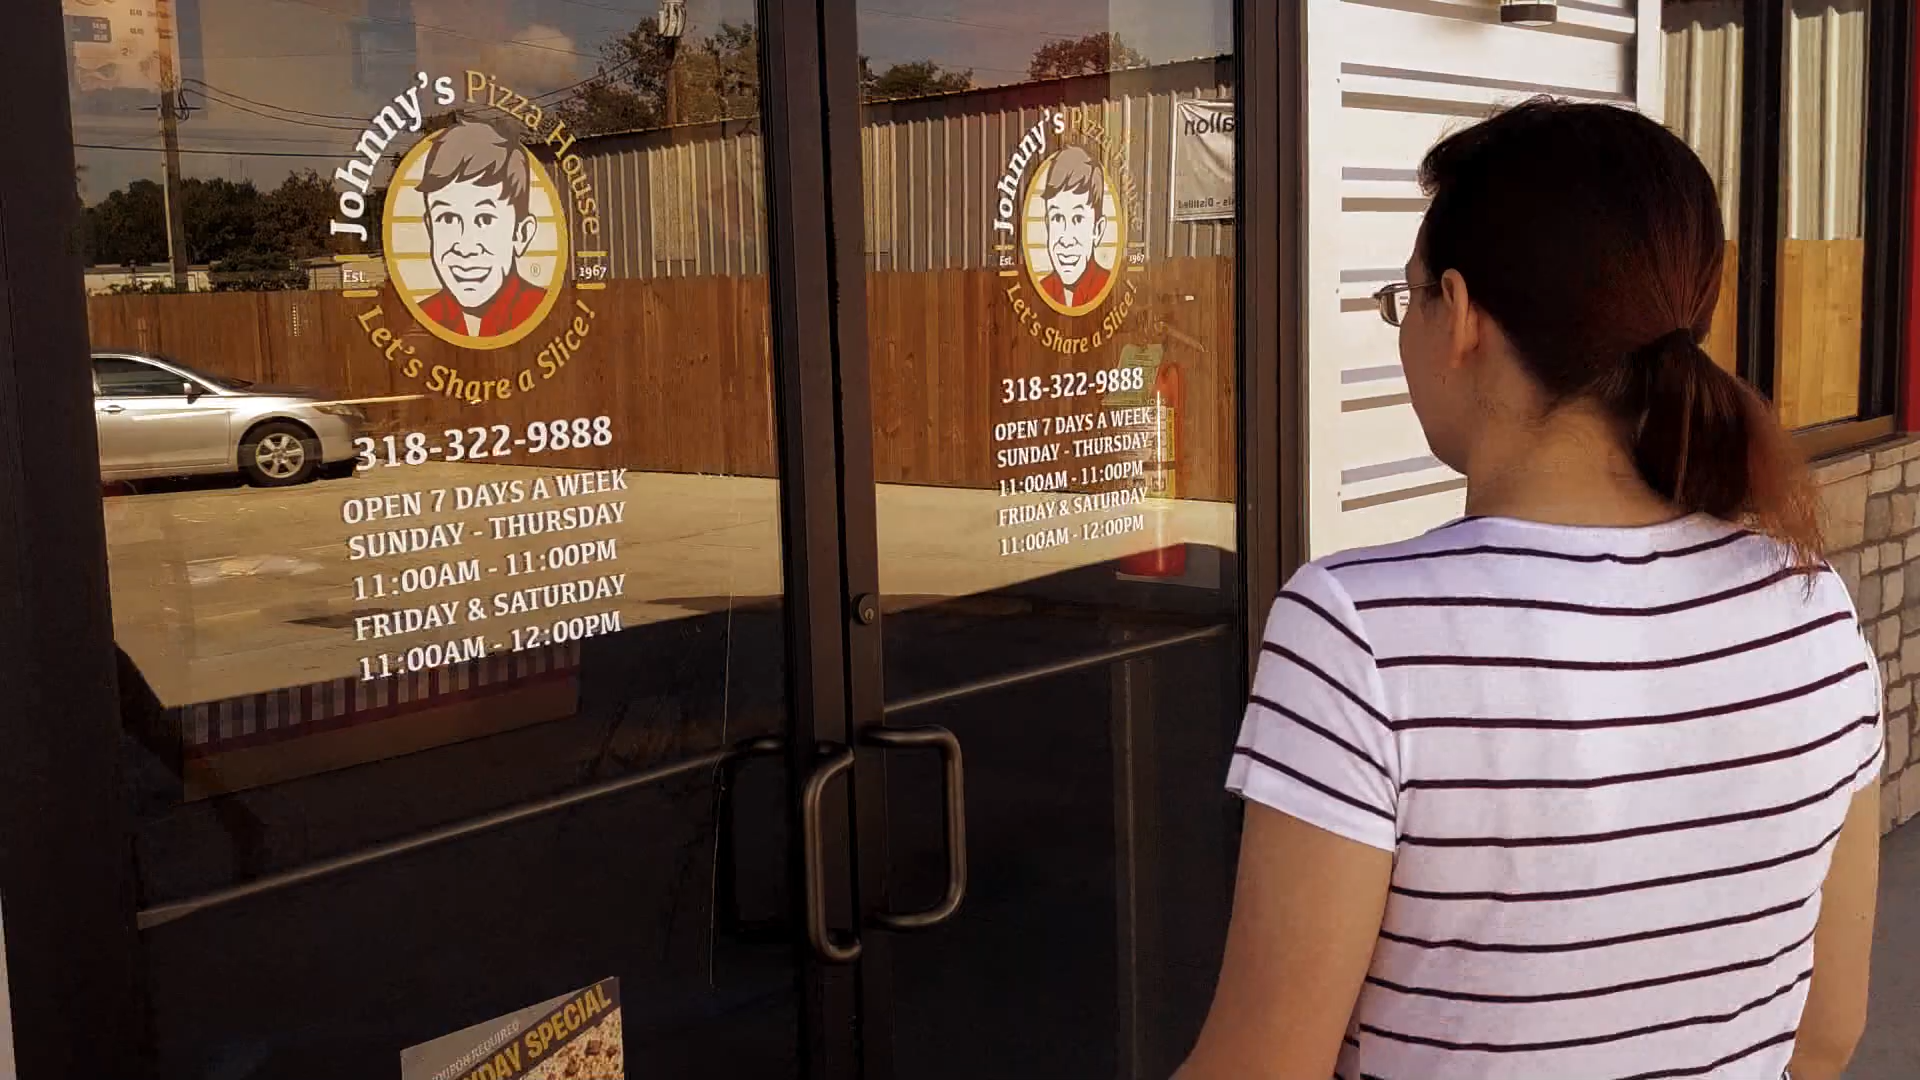 Johnny's Pizza House
Est. 1967
Let's Share a Slice!
318-322-9888
OPEN 7 DAYS A WEEK
SUNDAY - THURSDAY
11:00AM - 11:00PM
FRIDAY & SATURDAY
11:00AM - 12:00PM
Johnny's Pizza House
Est. 1967
Let's Share a Slice!
318-322-9888
OPEN 7 DAYS A WEEK
SUNDAY - THURSDAY
11:00AM - 11:00PM
FRIDAY & SATURDAY
11:00AM - 12:00PM
REQUIRED
DAY SPECIAL